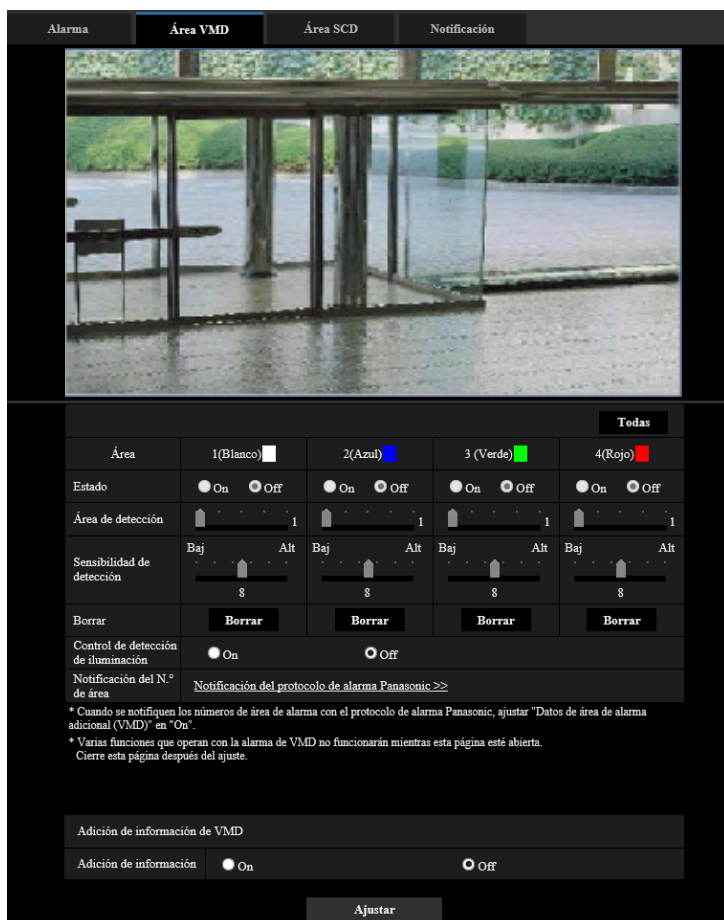 Alarma Área VMD Área SCD Notificación
Todas
Área 1(Blanco) 2(Azul) 3 (Verde) 4(Rojo)
Estado On Off On Off On Off On Off
Área de detección 1 1 1 1
Baj Alt Baj Alt Baj Alt Baj Alt
Sensibilidad de
detección
8 8 8 8
Borrar Borrar Borrar Borrar Borrar
Control de detección
de iluminación On Off
Notificación del N.°
de área Notificación del protocolo de alarma Panasonic >>
* Cuando se notifiquen los números de área de alarma con el protocolo de alarma Panasonic, ajustar "Datos de área de alarma
adicional (VMD)" en "On".
* Varias funciones que operan con la alarma de VMD no funcionarán mientras esta página esté abierta.
Cierre esta página después del ajuste.
Adición de información de VMD
Adición de información On Off
Ajustar